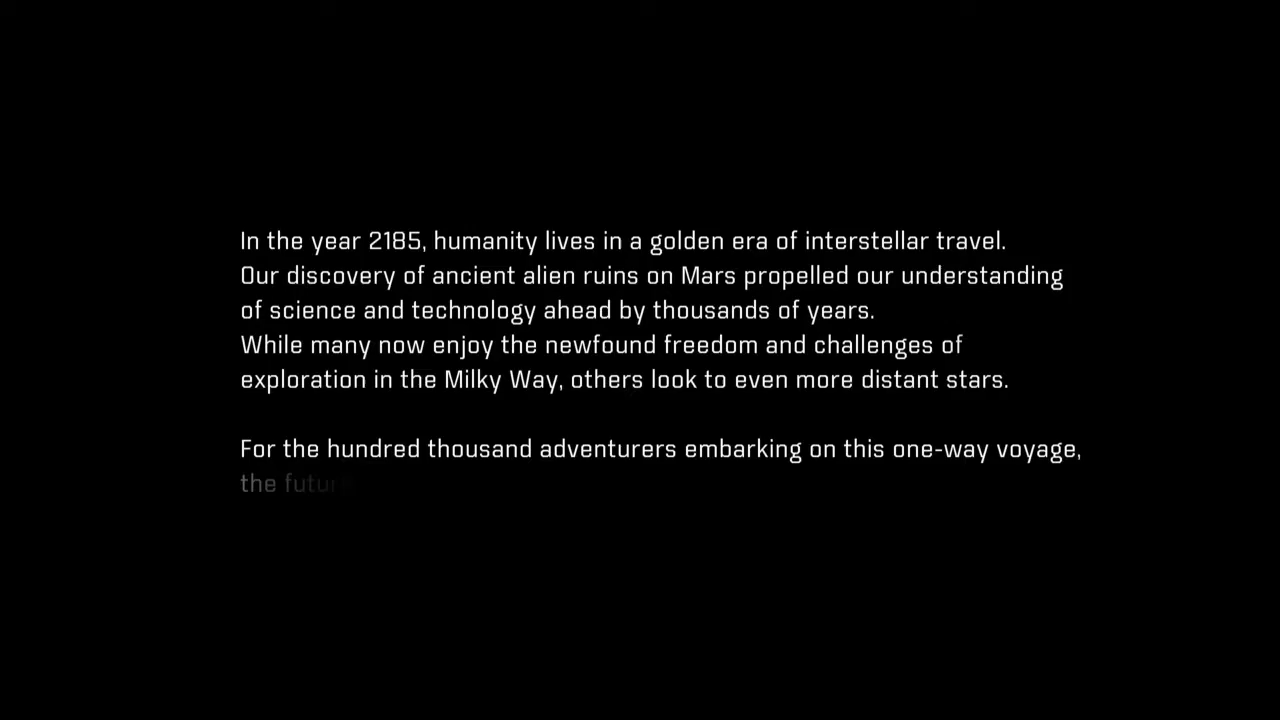 In the year 2185, humanity lives in a golden era of interstellar travel.
Our discovery of ancient alien ruins on Mars propelled our understanding
of science and technology ahead by thousands of years.
While many now enjoy the newfound freedom and challenges of
exploration in the Milky Way, others look to even more distant stars.
For the hundred thousand adventurers embarking on this one-way voyage,
the